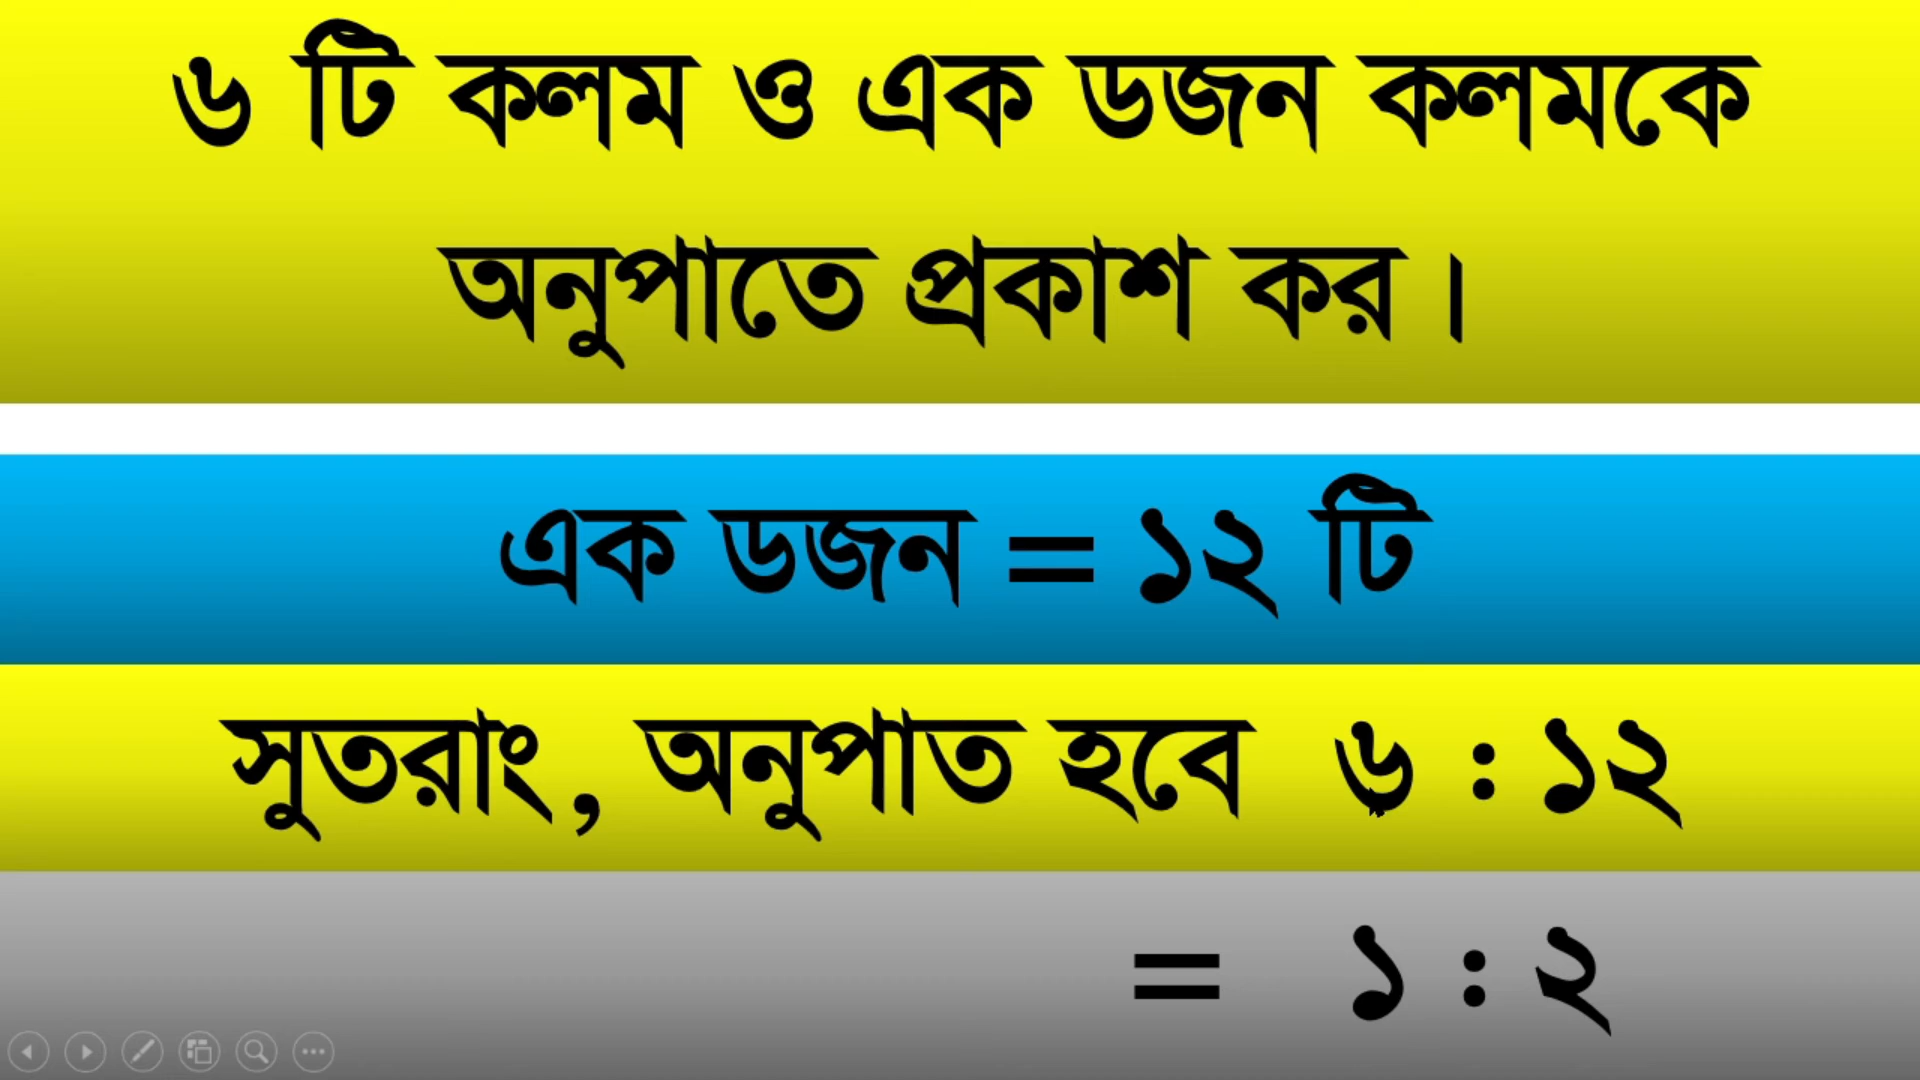 ৬ টি কলম ও এক ডজন কলমকে
অনুপাতে প্রকাশ কর ।
এক ডজন = ১২ টি
সুতরাং, অনুপাত হবে ৬ : ১২
= ১ : ২